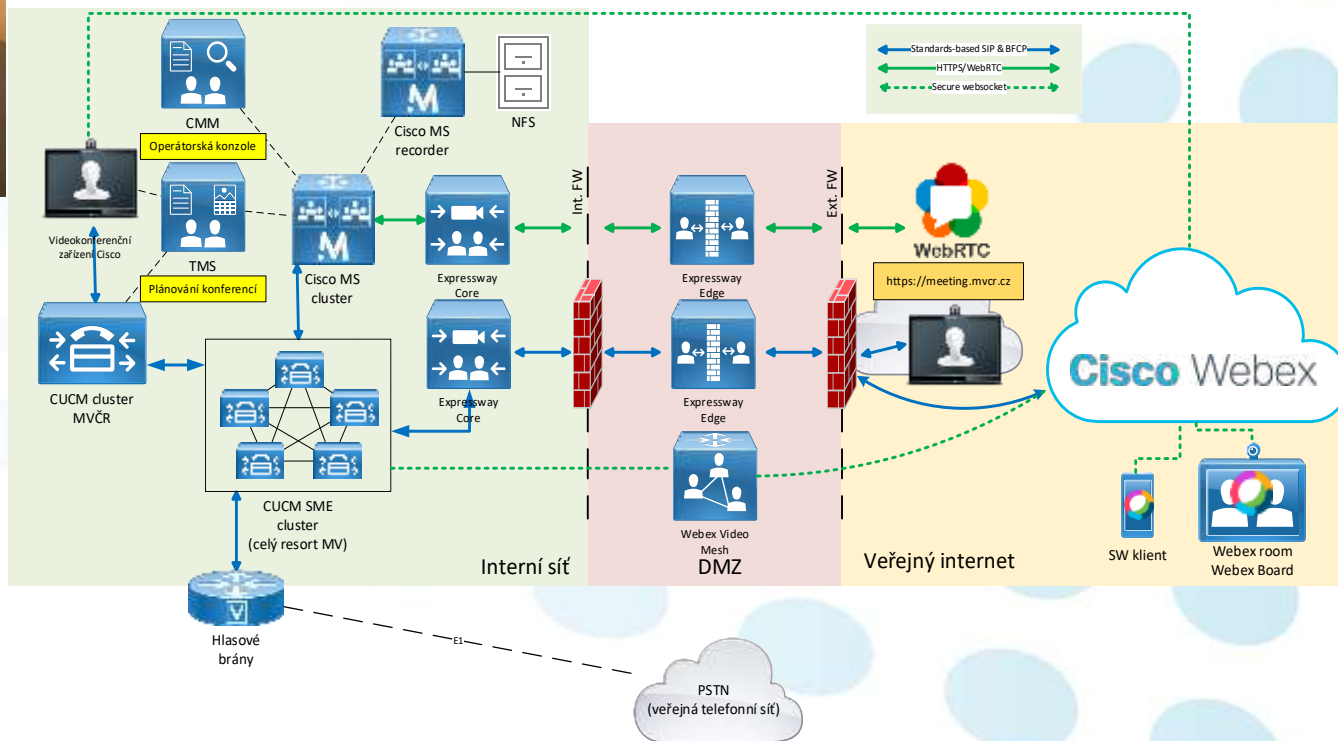 Standards-based SIP & BFCP
HTTPS/WebRTC
Secure websocket
CMM
Operátorská konzole
Cisco MS
recorder
NFS
Videokonferenční
zařízení Cisco
TMS
Plánování konferencí
Cisco MS
cluster
Expressway
Core
Int. FW
Expressway
Edge
Ext. FW
WebRTC
https://meeting.mvcr.cz
CUCM cluster
MVČR
Expressway
Core
Expressway
Edge
Cisco Webex
CUCM SME
cluster
(celý resort MV)
Webex Video
Mesh
SW klient
Webex room
Webex Board
Interní síť
DMZ
Veřejný internet
V
Hlasové
brány
E1
PSTN
(veřejná telefonní síť)